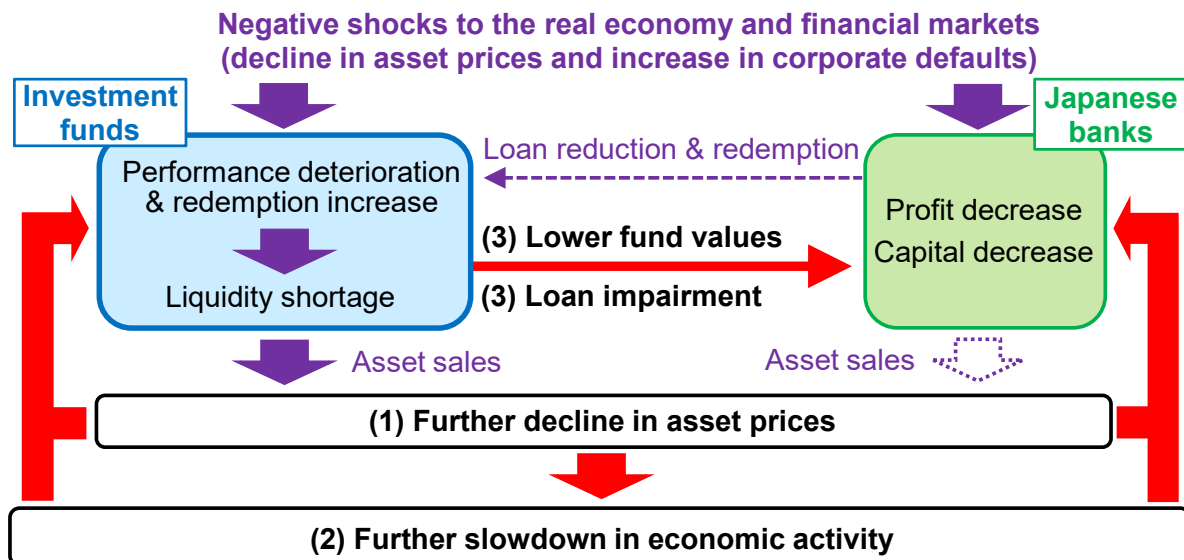 Negative shocks to the real economy and financial markets
(decline in asset prices and increase in corporate defaults)
Investment
funds
Japanese
banks
Performance deterioration
& redemption increase
Liquidity shortage
Loan reduction & redemption
(3) Lower fund values
(3) Loan impairment
Profit decrease
Capital decrease
Asset sales
Asset sales
(1) Further decline in asset prices
(2) Further slowdown in economic activity